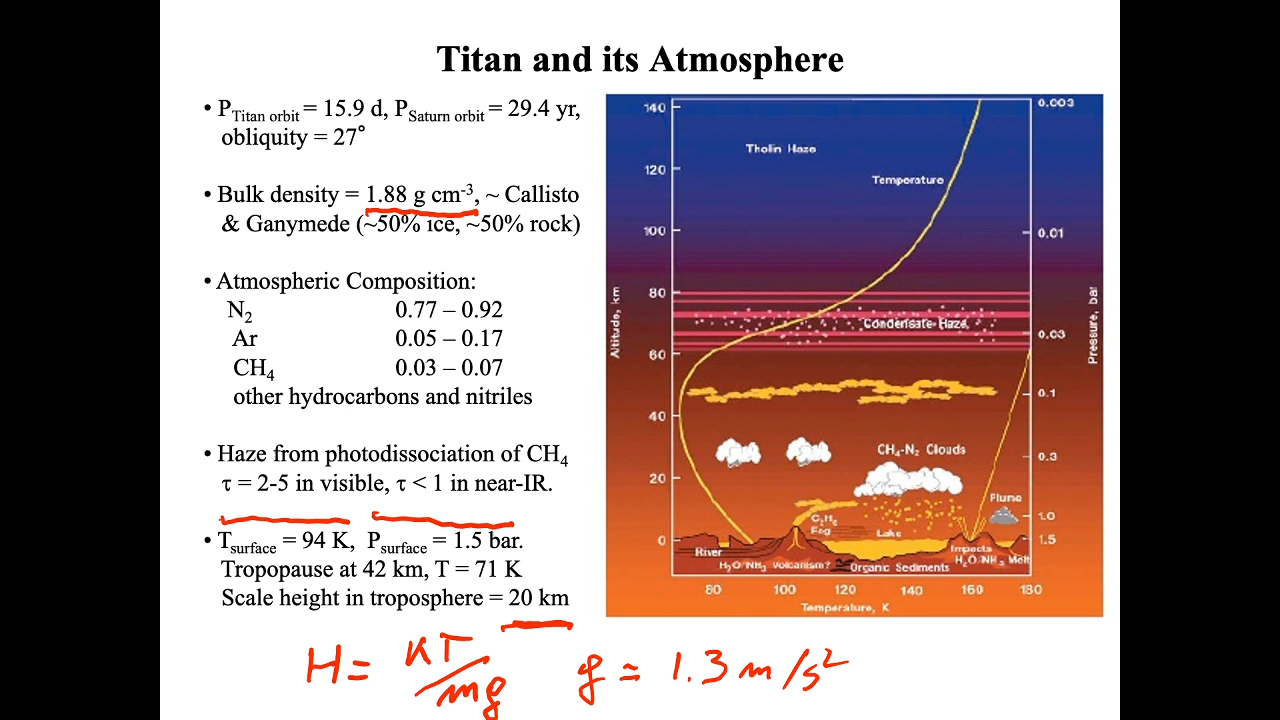 Titan and its Atmosphere
• P_Titan orbit = 15.9 d, P_Saturn orbit = 29.4 yr,
obliquity = 27°
• Bulk density = 1.88 g cm⁻³, ~ Callisto
& Ganymede (~50% ice, ~50% rock)
• Atmospheric Composition:
N₂ 0.77 – 0.92
Ar 0.05 – 0.17
CH₄ 0.03 – 0.07
other hydrocarbons and nitriles
• Haze from photodissociation of CH₄
τ = 2-5 in visible, τ < 1 in near-IR.
• T_surface = 94 K, P_surface = 1.5 bar.
Tropopause at 42 km, T = 71 K
Scale height in troposphere = 20 km
H = KT/mg g = 1.3 m/s²
Altitude, km
140
120
100
80
60
40
20
0
Tholin Haze
Temperature
Condensate Haze
CH₄-N₂ Clouds
Plume
C₂H₆
Fog
Lake
River
H₂O/NH₃ Volcanism?
Organic Sediments
Impacts
H₂O/NH₃ Melt
0.003
0.01
0.03
0.1
0.3
1.0
1.5
Pressure, bar
80 100 120 140 160 180
Temperature, K